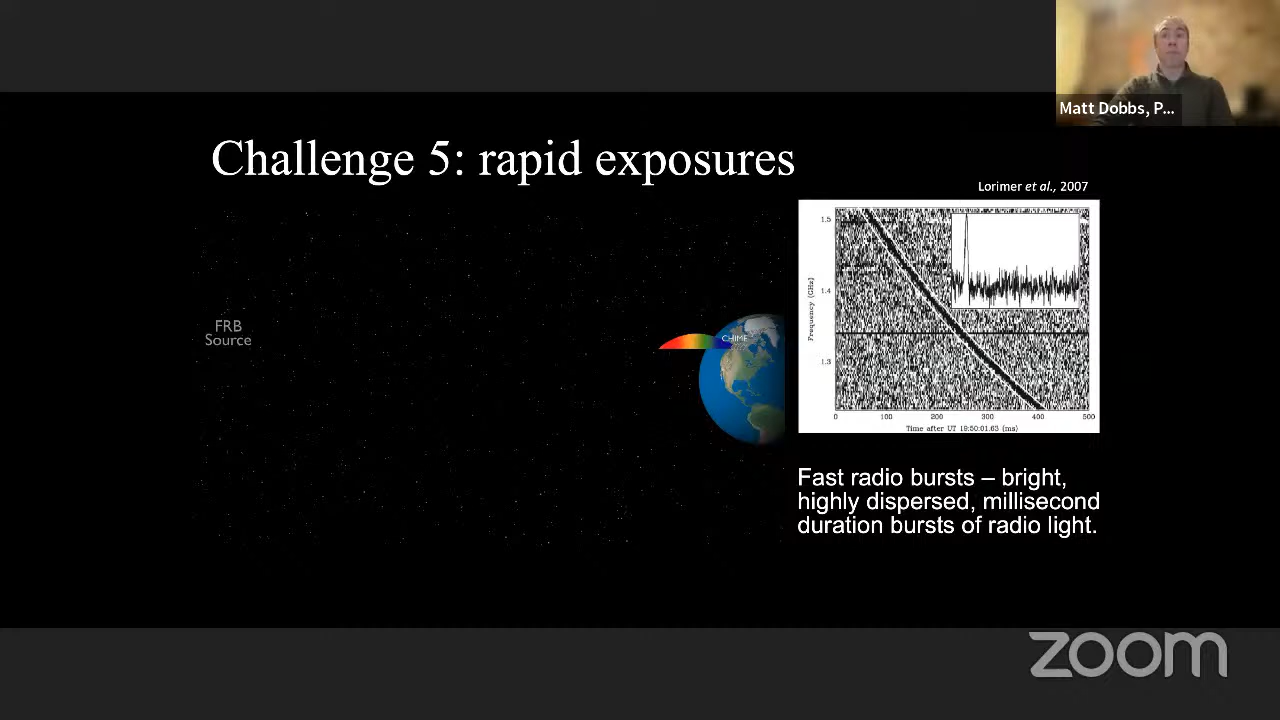 Matt Dobbs, P...
Challenge 5: rapid exposures
Lorimer et al., 2007
FRB
Source
CHIME
1.5
1.4
1.3
Frequency (GHz)
0 100 200 300 400 500
Time after UT 19:50:01.63 (ms)
Fast radio bursts – bright,
highly dispersed, millisecond
duration bursts of radio light.
zoom